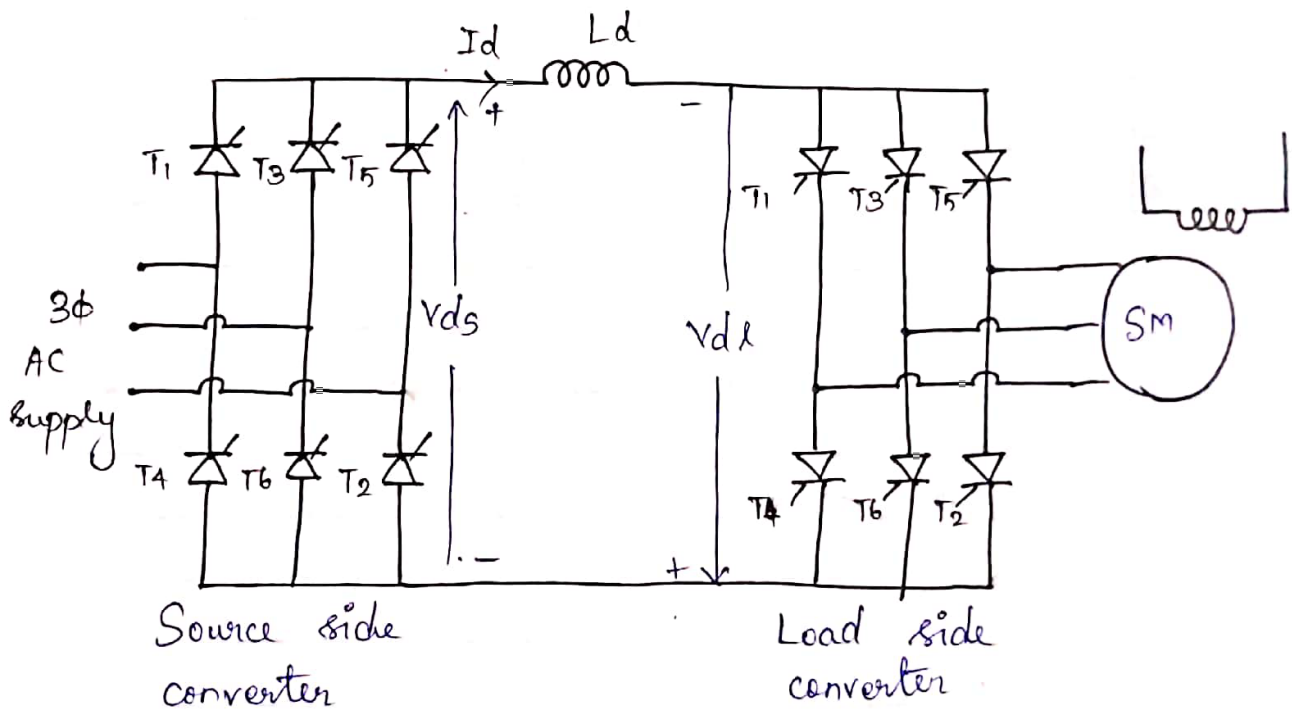 Id Ld
+ -
T1 T3 T5
T1 T3 T5
3ϕ
AC
Supply
Vds
Vdl
SM
T4 T6 T2
T4 T6 T2
- +
Source side
converter
Load side
converter